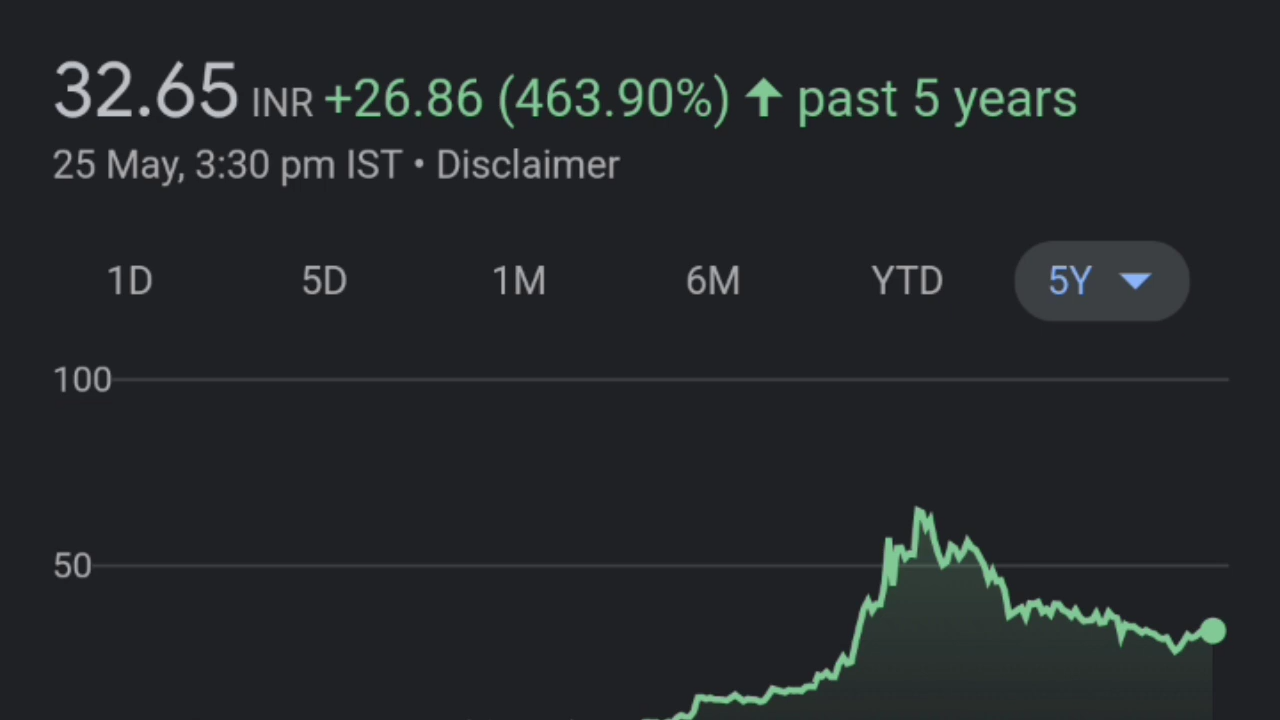 32.65 INR +26.86 (463.90%) ↑ past 5 years
25 May, 3:30 pm IST • Disclaimer
1D 5D 1M 6M YTD 5Y
100
50